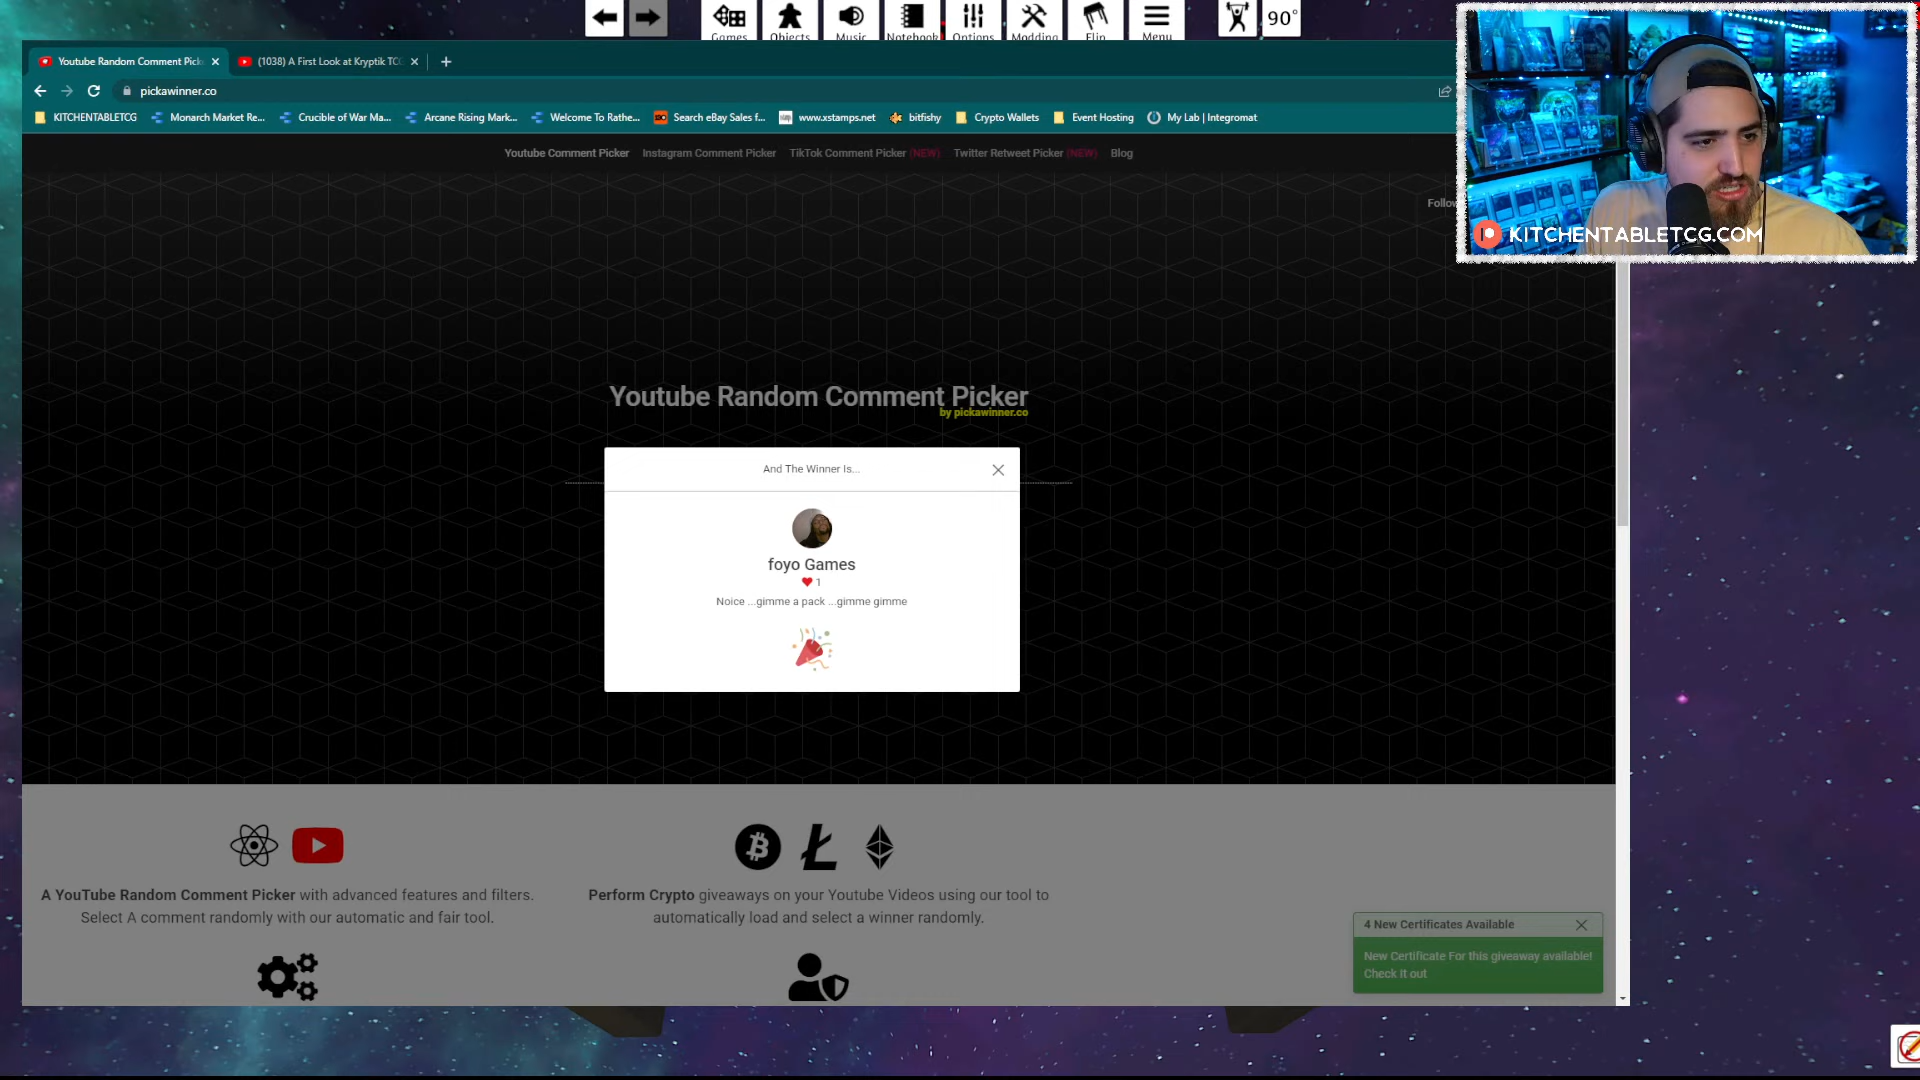 90°
Games Objects Music Notebook Options Modding Flip Menu
Youtube Random Comment Pick
(1038) A First Look at Kryptik TCG
pickawinner.co
KITCHENTABLETCG Monarch Market Re... Crucible of War Ma... Arcane Rising Mark... Welcome To Rathe... Search eBay Sales f... www.xstamps.net bitfishy Crypto Wallets Event Hosting My Lab | Integromat
Youtube Comment Picker Instagram Comment Picker TikTok Comment Picker (NEW) Twitter Retweet Picker (NEW) Blog
Follow
KITCHENTABLETCG.COM
Youtube Random Comment Picker
by pickawinner.co
And The Winner Is...
foyo Games
1
Noice ...gimme a pack ...gimme gimme
A YouTube Random Comment Picker with advanced features and filters.
Select A comment randomly with our automatic and fair tool.
Perform Crypto giveaways on your Youtube Videos using our tool to
automatically load and select a winner randomly.
4 New Certificates Available
New Certificate For this giveaway available!
Check it out